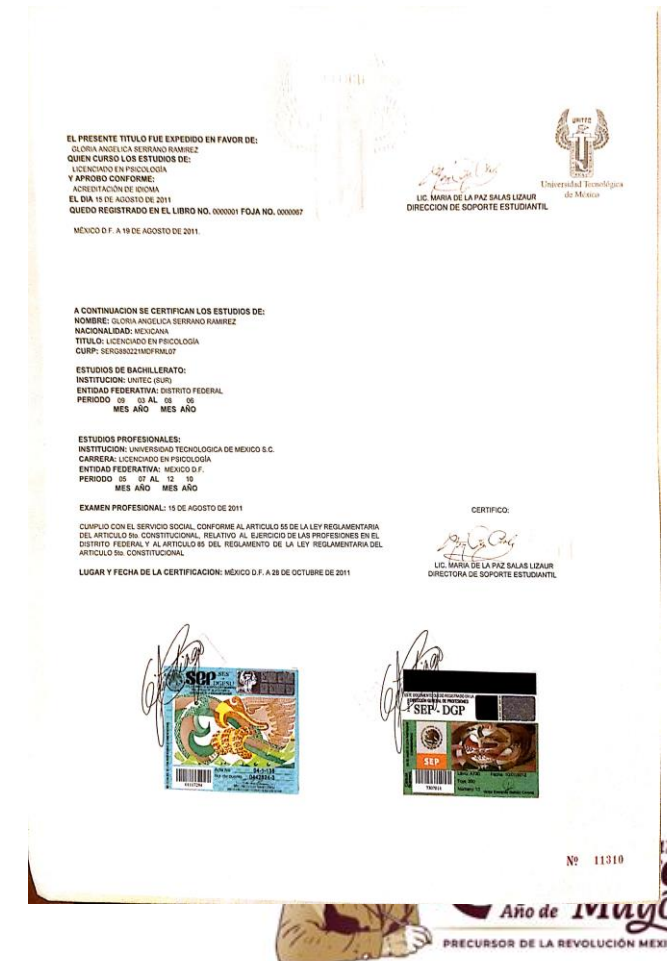 EL PRESENTE TITULO FUE EXPEDIDO EN FAVOR DE:
GLORIA ANGELICA SERRANO RAMIREZ
QUIEN CURSO LOS ESTUDIOS DE:
LICENCIADO EN PSICOLOGÍA
Y APROBO CONFORME:
ACREDITACIÓN DE IDIOMA
EL DIA 15 DE AGOSTO DE 2011
QUEDO REGISTRADO EN EL LIBRO NO. 0000001 FOJA NO. 0000067
MÉXICO D.F. A 19 DE AGOSTO DE 2011.
LIC. MARIA DE LA PAZ SALAS LIZAUR
DIRECCION DE SOPORTE ESTUDIANTIL
UNITEC
Universidad Tecnológica
de México
A CONTINUACION SE CERTIFICAN LOS ESTUDIOS DE:
NOMBRE: GLORIA ANGELICA SERRANO RAMIREZ
NACIONALIDAD: MEXICANA
TITULO: LICENCIADO EN PSICOLOGÍA
CURP: SERG880221MDFRML07
ESTUDIOS DE BACHILLERATO:
INSTITUCION: UNITEC (SUR)
ENTIDAD FEDERATIVA: DISTRITO FEDERAL
PERIODO 09 03 AL 08 06
MES AÑO MES AÑO
ESTUDIOS PROFESIONALES:
INSTITUCION: UNIVERSIDAD TECNOLOGICA DE MEXICO S.C.
CARRERA: LICENCIADO EN PSICOLOGÍA
ENTIDAD FEDERATIVA: MEXICO D.F.
PERIODO 05 07 AL 12 10
MES AÑO MES AÑO
EXAMEN PROFESIONAL: 15 DE AGOSTO DE 2011
CUMPLIO CON EL SERVICIO SOCIAL, CONFORME AL ARTICULO 55 DE LA LEY REGLAMENTARIA
DEL ARTICULO 5to. CONSTITUCIONAL, RELATIVO AL EJERCICIO DE LAS PROFESIONES EN EL
DISTRITO FEDERAL Y AL ARTICULO 85 DEL REGLAMENTO DE LA LEY REGLAMENTARIA DEL
ARTICULO 5to. CONSTITUCIONAL
LUGAR Y FECHA DE LA CERTIFICACION: MÉXICO D.F. A 28 DE OCTUBRE DE 2011
CERTIFICO:
LIC. MARIA DE LA PAZ SALAS LIZAUR
DIRECTORA DE SOPORTE ESTUDIANTIL
SEP
SEP - DGP
SEP
Nº 11310
Año de
PRECURSOR DE LA REVOLUCIÓN MEXI